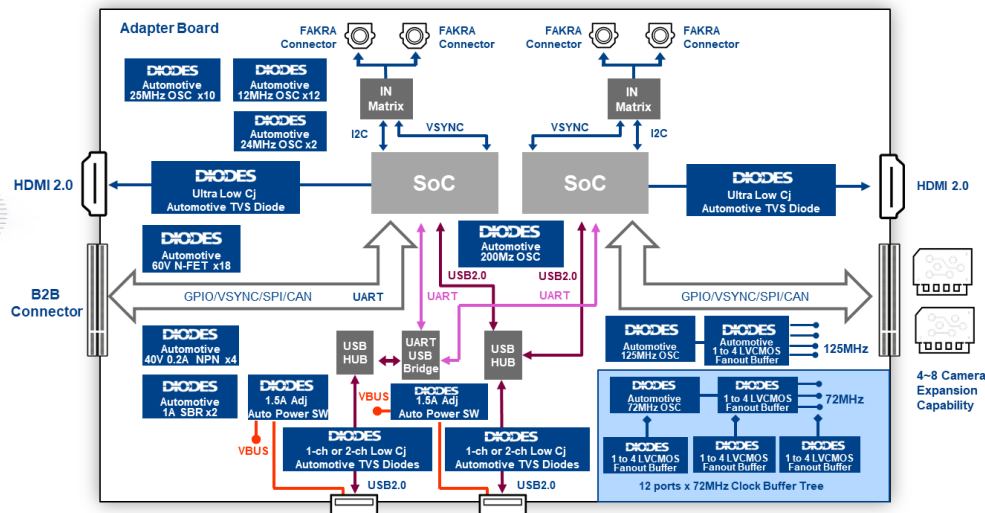 Adapter Board
FAKRA
Connector
FAKRA
Connector
FAKRA
Connector
FAKRA
Connector
DIODES
Automotive
25MHz OSC x10
DIODES
Automotive
12MHz OSC x12
DIODES
Automotive
24MHz OSC x2
IN
Matrix
IN
Matrix
I2C
VSYNC
VSYNC
I2C
SoC
SoC
HDMI 2.0
DIODES
Ultra Low Cj
Automotive TVS Diode
DIODES
Ultra Low Cj
Automotive TVS Diode
HDMI 2.0
DIODES
Automotive
60V N-FET x18
DIODES
Automotive
200Mz OSC
B2B
Connector
GPIO/VSYNC/SPI/CAN
UART
UART
USB2.0
USB2.0
UART
GPIO/VSYNC/SPI/CAN
DIODES
Automotive
40V 0.2A NPN x4
USB
HUB
UART
USB
Bridge
USB
HUB
DIODES
Automotive
125MHz OSC
DIODES
Automotive
1 to 4 LVCMOS
Fanout Buffer
125MHz
4~8 Camera
Expansion
Capability
DIODES
Automotive
1A SBR x2
DIODES
1.5A Adj
Auto Power SW
VBUS
VBUS
DIODES
1.5A Adj
Auto Power SW
DIODES
Automotive
72MHz OSC
DIODES
1 to 4 LVCMOS
Fanout Buffer
72MHz
DIODES
1-ch or 2-ch Low Cj
Automotive TVS Diodes
DIODES
1-ch or 2-ch Low Cj
Automotive TVS Diodes
DIODES
1 to 4 LVCMOS
Fanout Buffer
DIODES
1 to 4 LVCMOS
Fanout Buffer
DIODES
1 to 4 LVCMOS
Fanout Buffer
USB2.0
USB2.0
12 ports x 72MHz Clock Buffer Tree